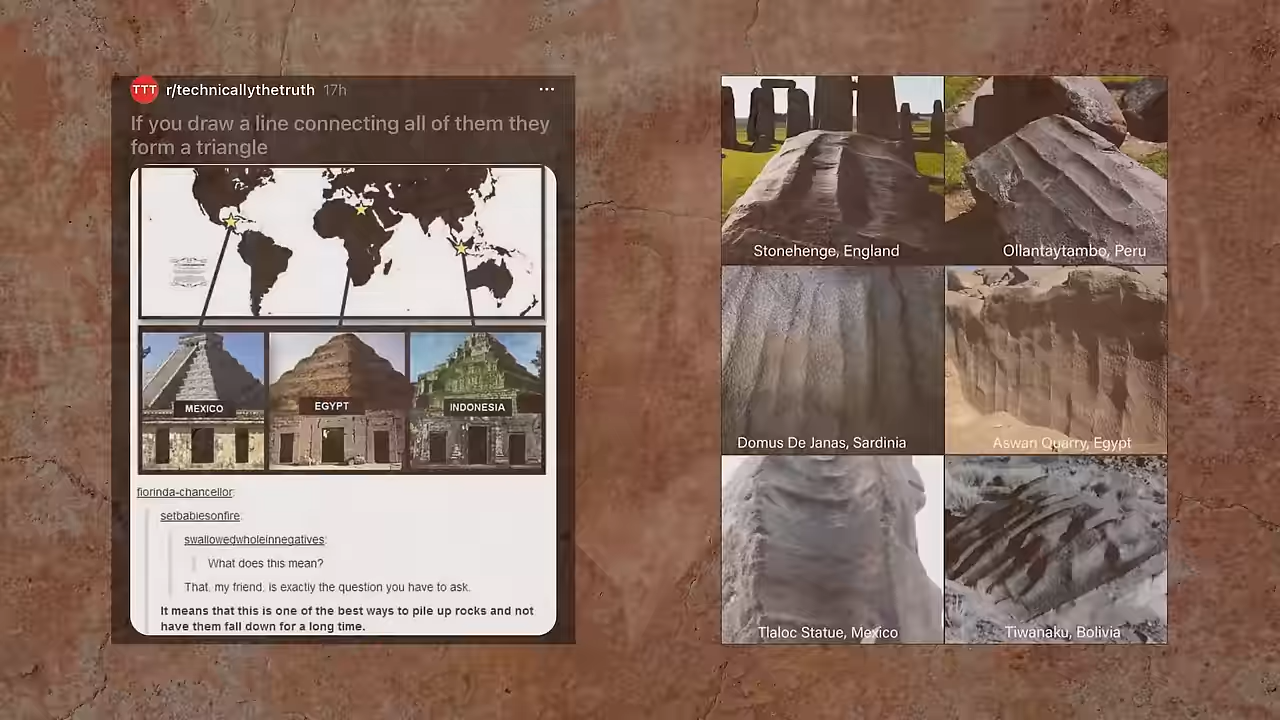 TTT r/technicallythetruth 17h
If you draw a line connecting all of them they
form a triangle
MEXICO
EGYPT
INDONESIA
fiorinda-chancellor:
setbabiesonfire:
swallowedwholeinnegatives:
What does this mean?
That, my friend, is exactly the question you have to ask.
It means that this is one of the best ways to pile up rocks and not
have them fall down for a long time.
Stonehenge, England
Ollantaytambo, Peru
Domus De Janas, Sardinia
Aswan Quarry, Egypt
Tlaloc Statue, Mexico
Tiwanaku, Bolivia